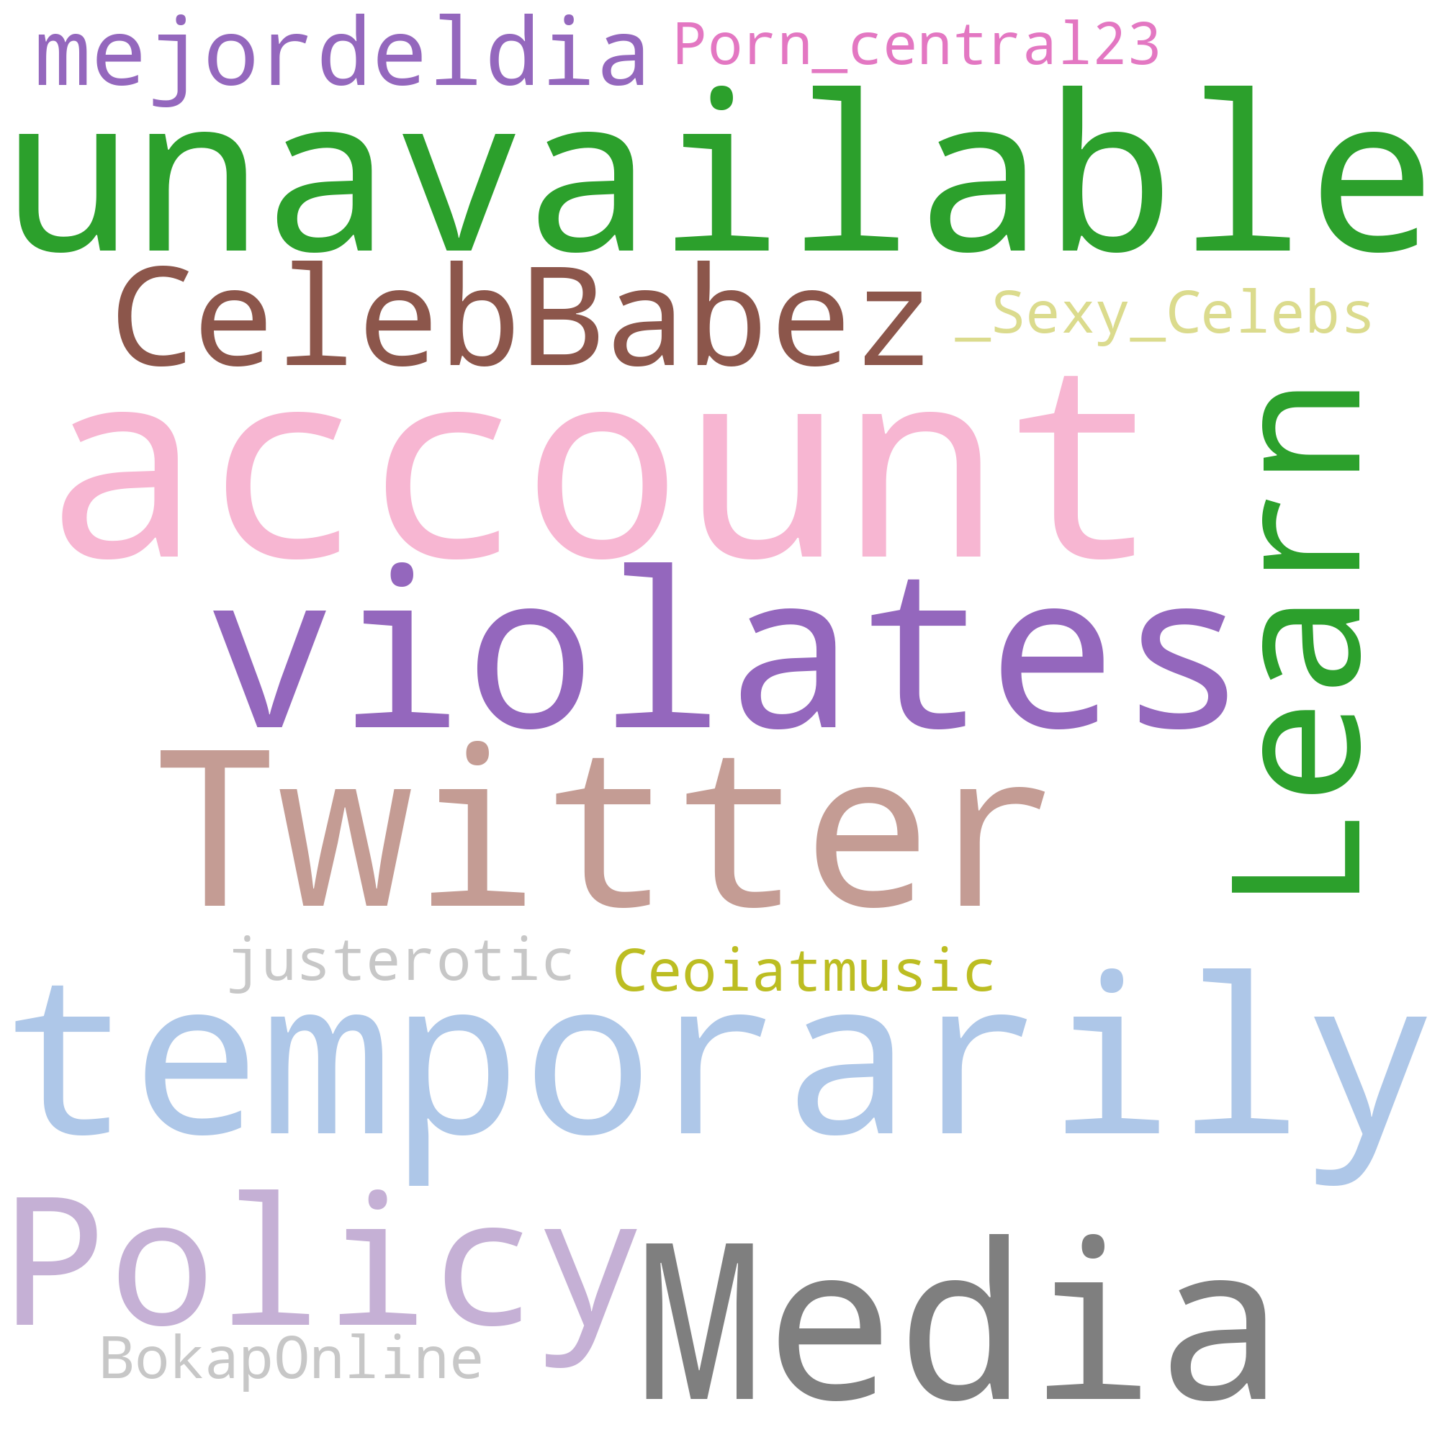 mejordeldia Porn_central23
unavailable
CelebBabez _Sexy_Celebs
account
Learn
violates
Twitter
justerotic Ceoiatmusic
temporarily
Policy
Media
BokapOnline